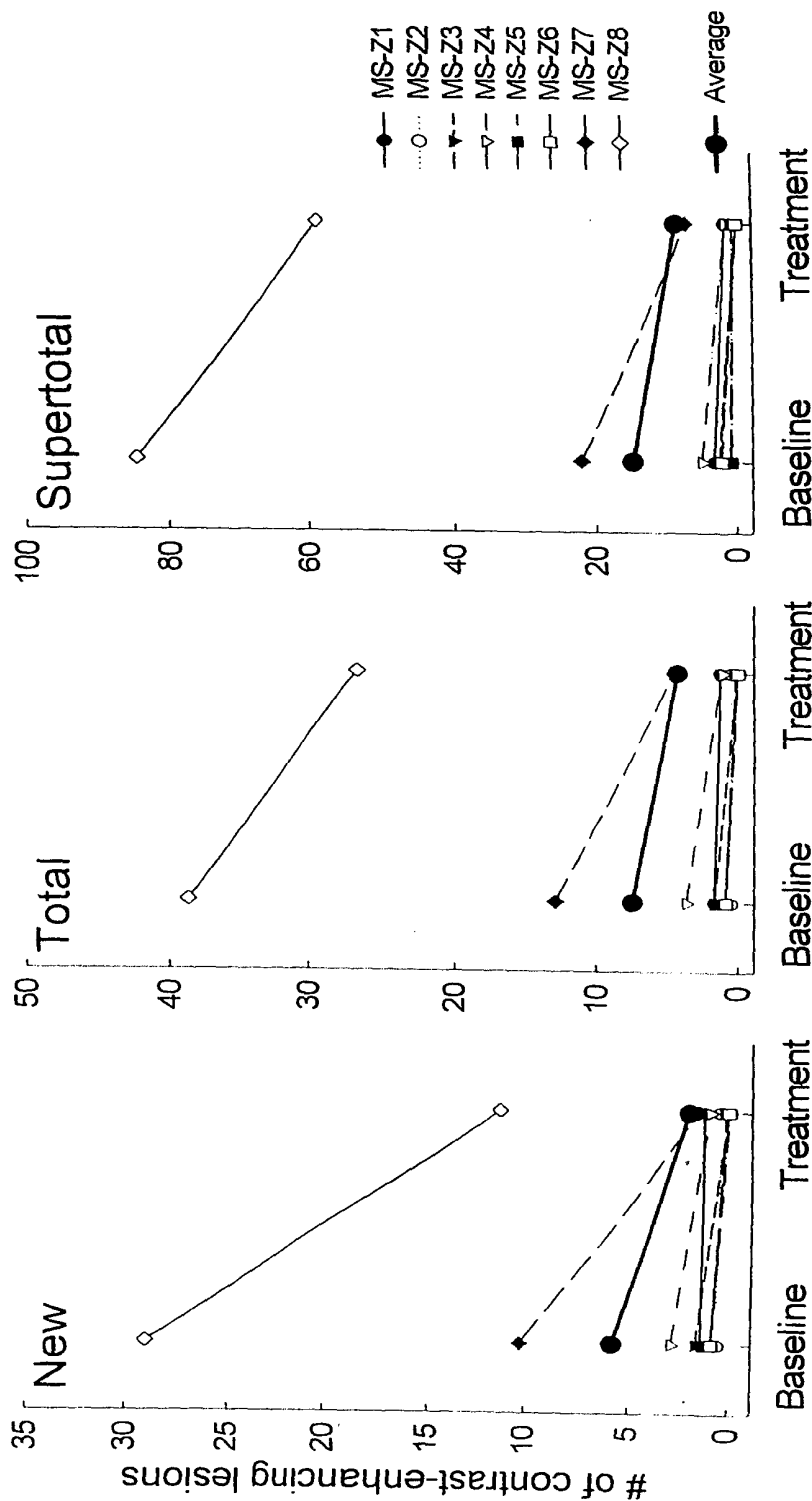 # of contrast-enhancing lesions
New
35
30
25
20
15
10
5
0
Baseline Treatment
Total
50
40
30
20
10
0
Baseline Treatment
Supertotal
100
80
60
40
20
0
Baseline Treatment
MS-Z1
MS-Z2
MS-Z3
MS-Z4
MS-Z5
MS-Z6
MS-Z7
MS-Z8
Average